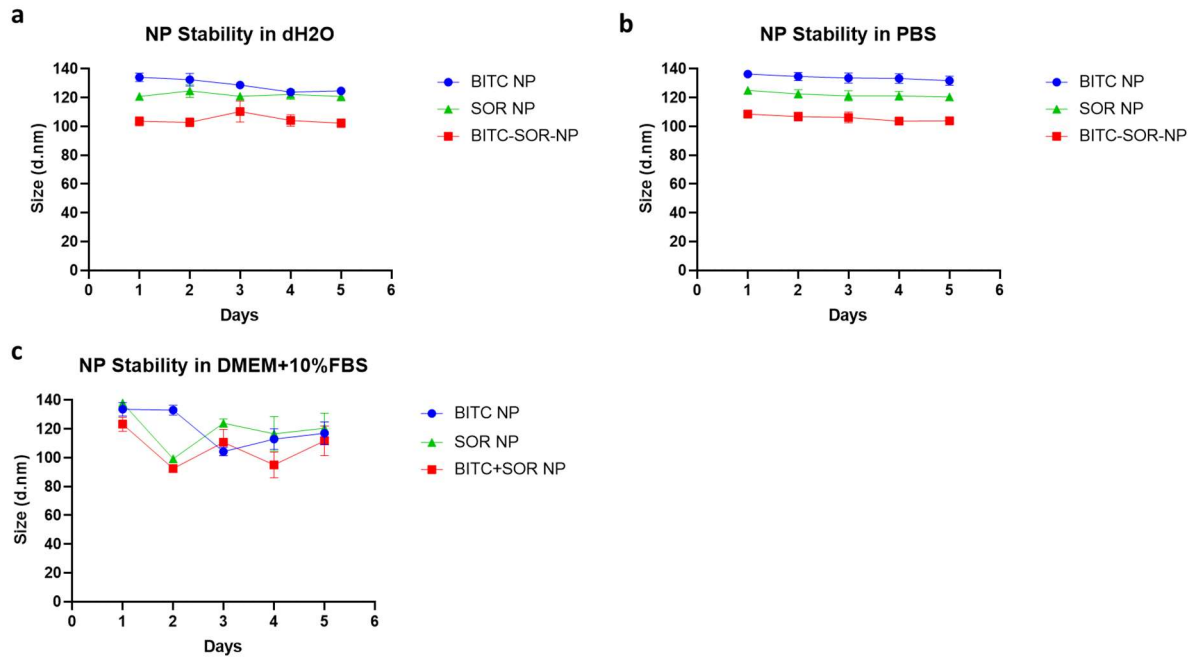 a
NP Stability in dH2O
140
120
100
80
60
40
20
0
Size (d.nm)
0 1 2 3 4 5 6
Days
BITC NP
SOR NP
BITC-SOR-NP
b
NP Stability in PBS
140
120
100
80
60
40
20
0
Size (d.nm)
0 1 2 3 4 5 6
Days
BITC NP
SOR NP
BITC-SOR-NP
c
NP Stability in DMEM+10%FBS
140
120
100
80
60
40
20
0
Size (d.nm)
0 1 2 3 4 5 6
Days
BITC NP
SOR NP
BITC+SOR NP